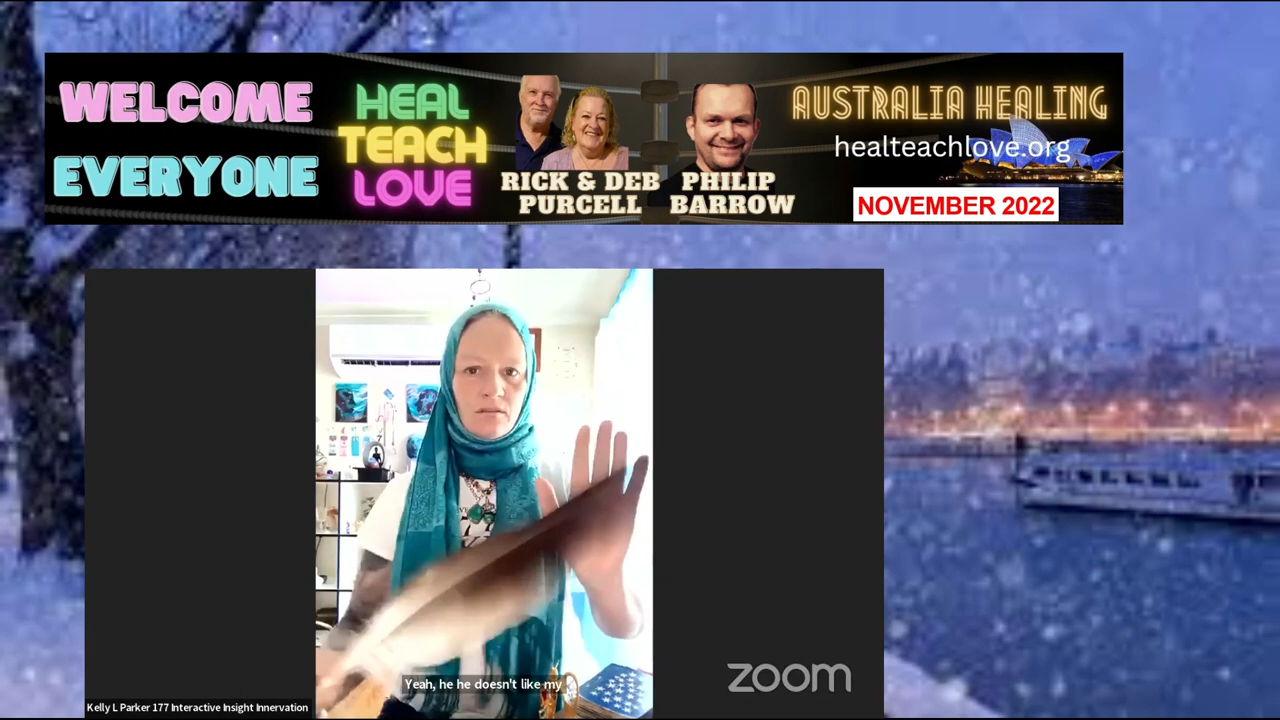 WELCOME
EVERYONE
HEAL
TEACH
LOVE
RICK & DEB
PURCELL
PHILIP
BARROW
AUSTRALIA HEALING
healteachlove.org
NOVEMBER 2022
Yeah, he he doesn't like my
zoom
Kelly L Parker 177 Interactive Insight Innervation